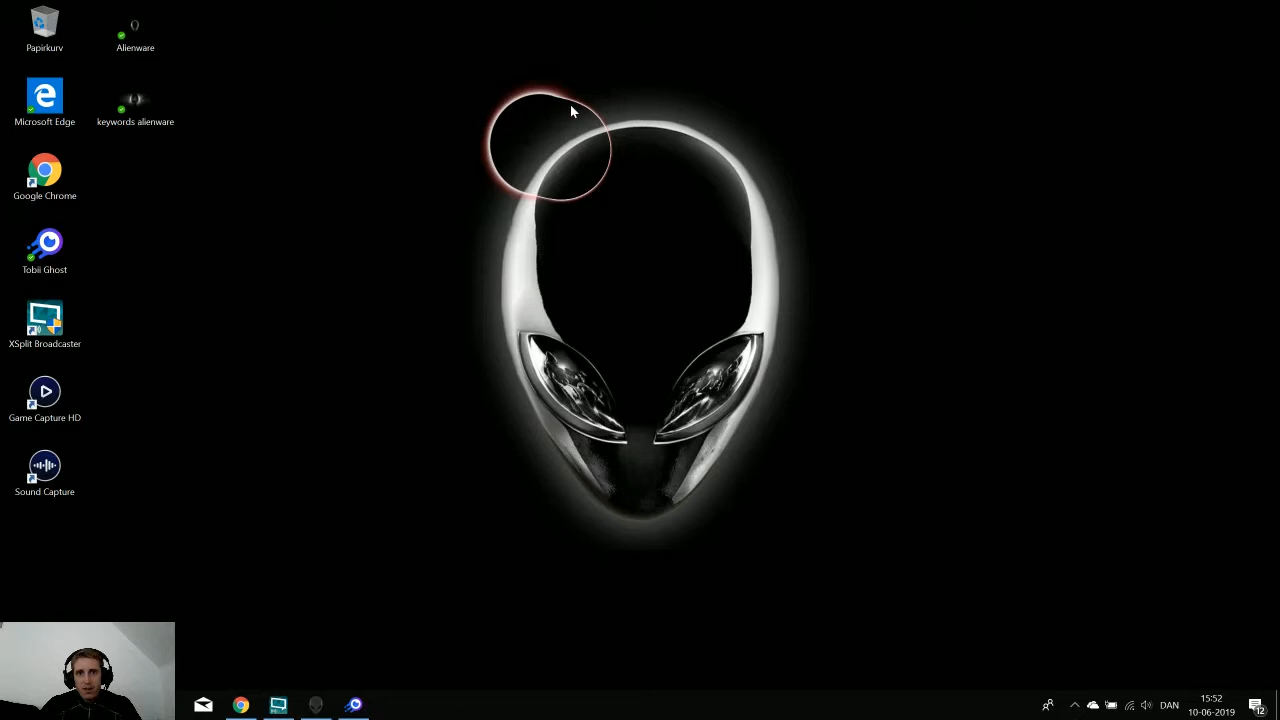 Papirkurv
Alienware
Microsoft Edge
keywords alienware
Google Chrome
Tobii Ghost
XSplit Broadcaster
Game Capture HD
Sound Capture
DAN
15:52
10-06-2019
12